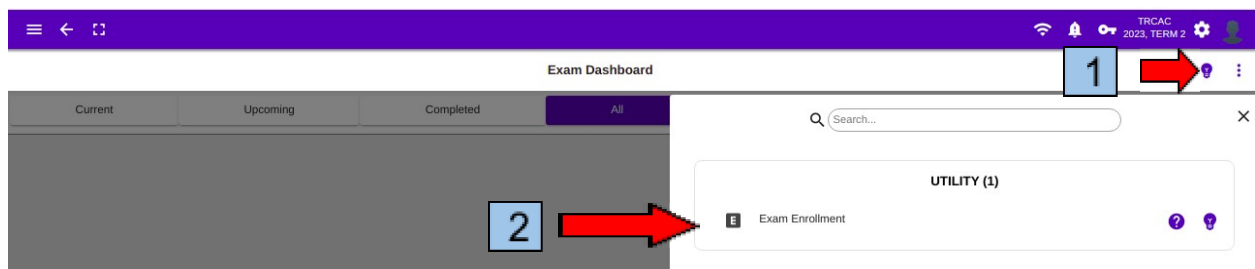 TRCAC
2023, TERM 2
Exam Dashboard
1
Current Upcoming Completed All
Search...
UTILITY (1)
2
E Exam Enrollment